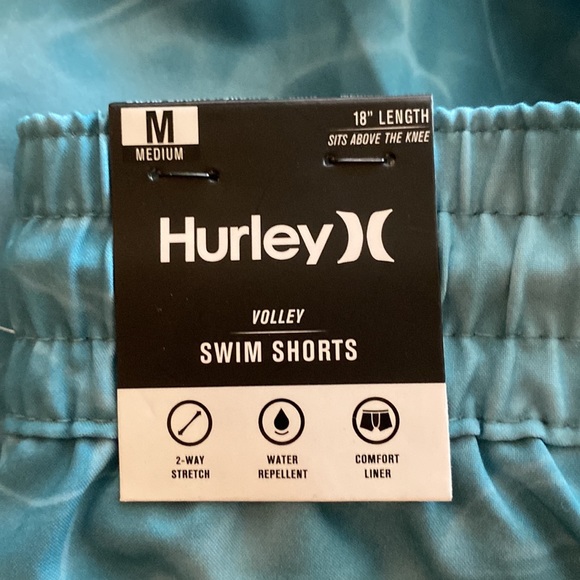 M
MEDIUM
18" LENGTH
SITS ABOVE THE KNEE
Hurley
VOLLEY
SWIM SHORTS
2-WAY
STRETCH
WATER
REPELLENT
COMFORT
LINER